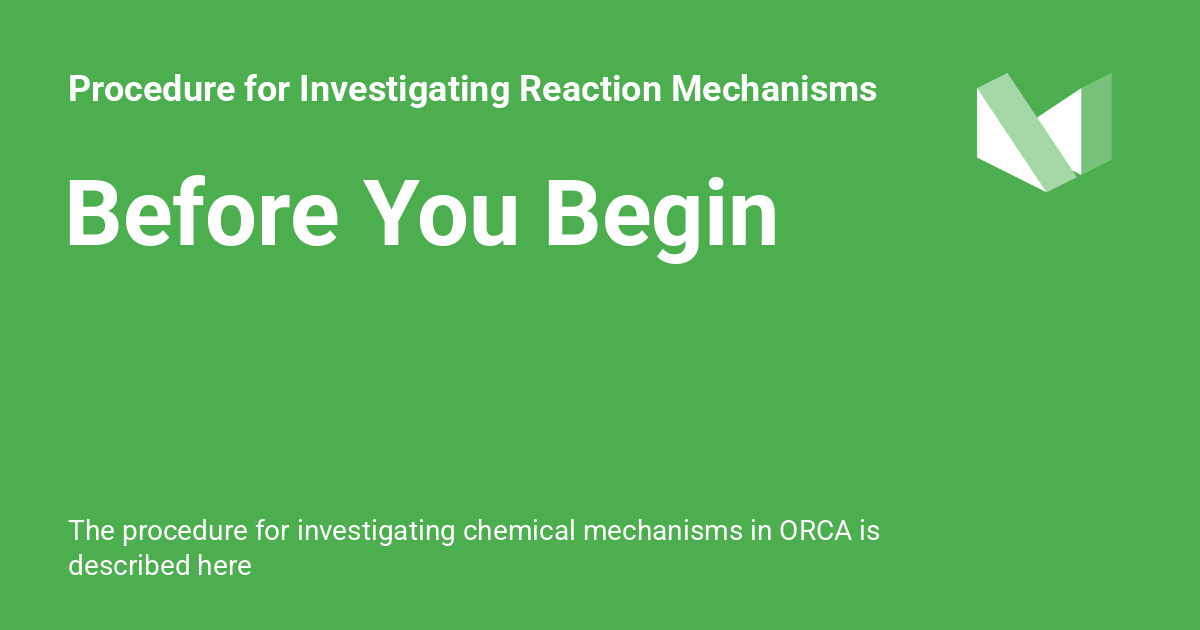 Procedure for Investigating Reaction Mechanisms
Before You Begin
The procedure for investigating chemical mechanisms in ORCA is
described here